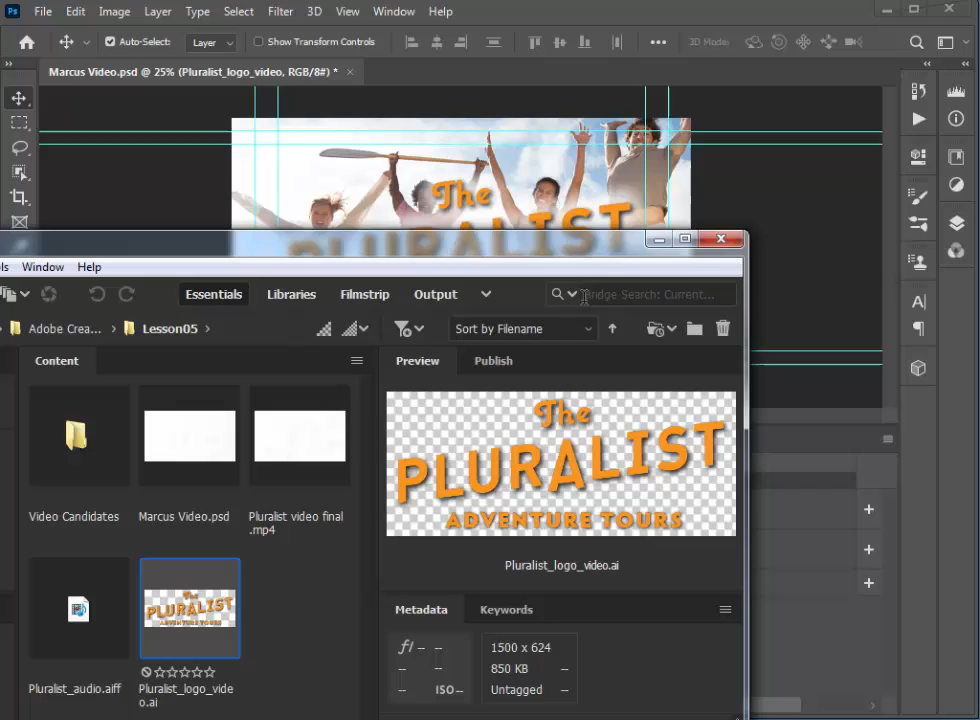 Ps File Edit Image Layer Type Select Filter 3D View Window Help
Auto-Select: Layer Show Transform Controls ••• 3D Mode:
Marcus Video.psd @ 25% (Pluralist_logo_video, RGB/8#) * ×
The
PLURALIST
ls Window Help
Essentials Libraries Filmstrip Output Bridge Search: Current...
Adobe Crea... > Lesson05 >
Sort by Filename
Content
Preview Publish
The
PLURALIST
ADVENTURE TOURS
Video Candidates
Marcus Video.psd
Pluralist video final
.mp4
Pluralist_logo_video.ai
The
PLURALIST
ADVENTURE TOURS
Pluralist_audio.aiff
Pluralist_logo_vide
o.ai
Metadata Keywords
f/ -- --
-- --
-- ISO--
1500 x 624
850 KB --
Untagged --